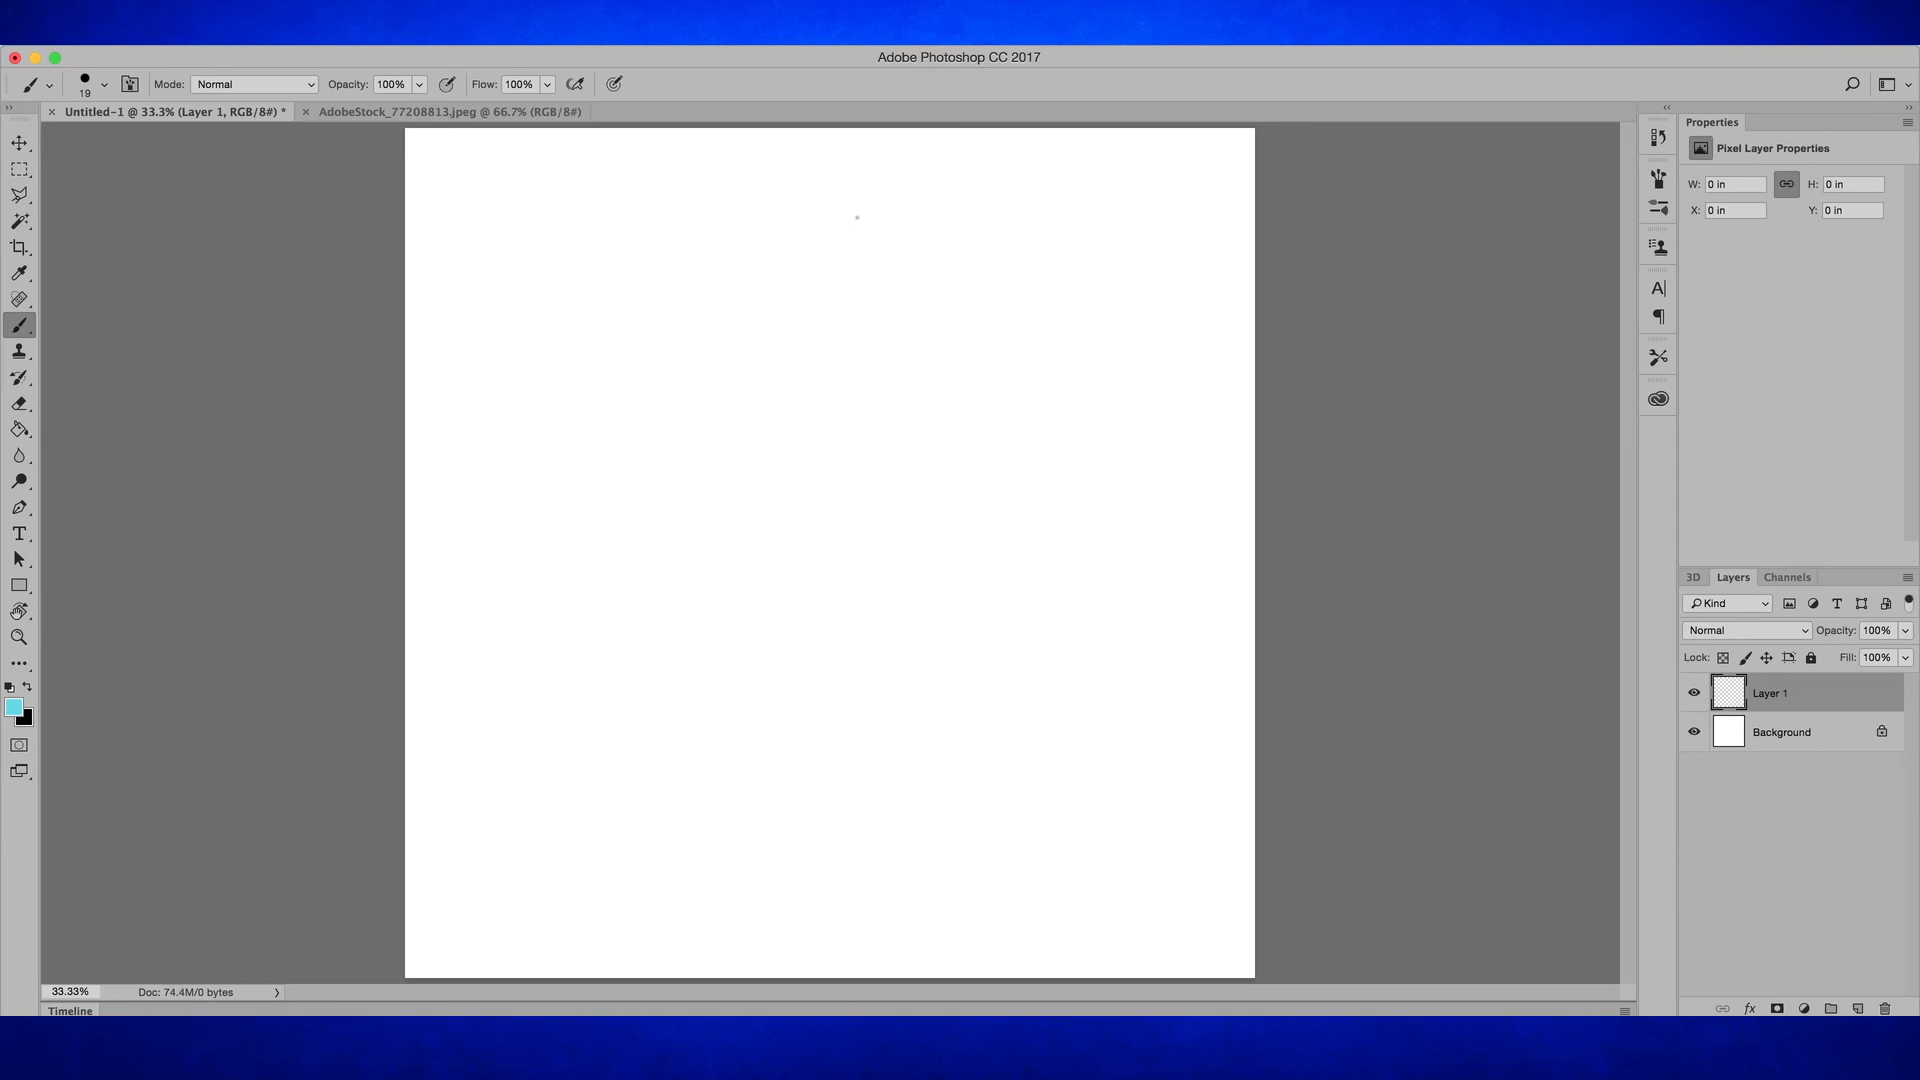 Adobe Photoshop CC 2017
19 Mode: Normal Opacity: 100% Flow: 100%
Untitled-1 @ 33.3% (Layer 1, RGB/8#) * AdobeStock_77208813.jpeg @ 66.7% (RGB/8#)
Properties
Pixel Layer Properties
W: 0 in H: 0 in
X: 0 in Y: 0 in
3D Layers Channels
Kind
Normal Opacity: 100%
Lock: Fill: 100%
Layer 1
Background
33.33% Doc: 74.4M/0 bytes
Timeline